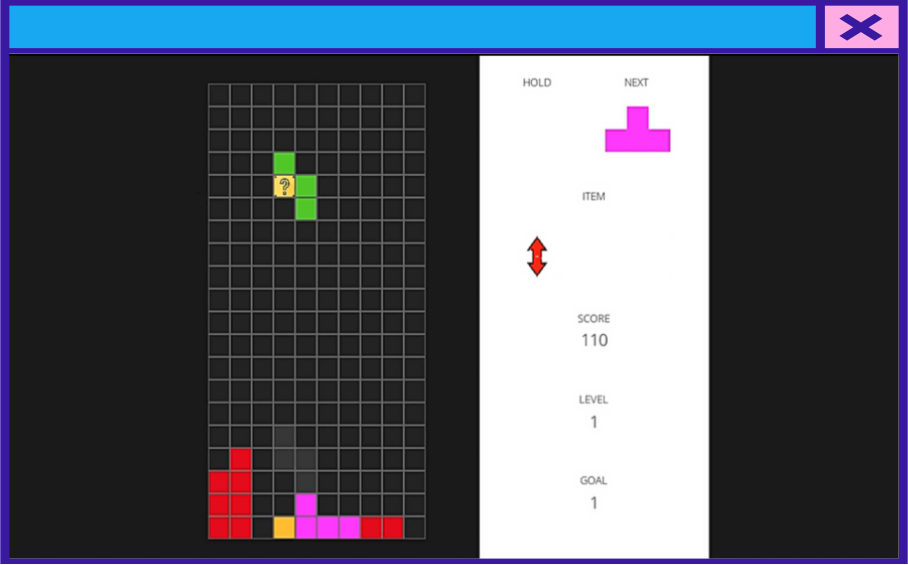 HOLD NEXT
?
ITEM
SCORE
110
LEVEL
1
GOAL
1